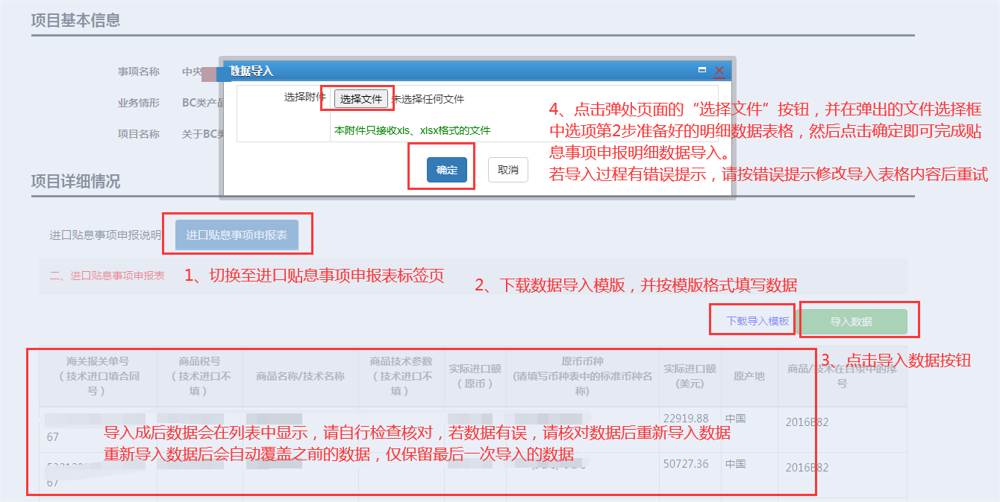 项目基本信息
事项名称 中央
数据导入
选择附件 选择文件 未选择任何文件
业务情形 BC类产品
4、点击弹处页面的“选择文件”按钮，并在弹出的文件选择框
中选项第2步准备好的明细数据表格，然后点击确定即可完成贴
息事项申报明细数据导入。
若导入过程有错误提示，请按错误提示修改导入表格内容后重试
本附件只接收xls、xlsx格式的文件
项目名称 关于BC类
确定 取消
项目详细情况
进口贴息事项申报说明 进口贴息事项申报表
二、进口贴息事项申报表
1、切换至进口贴息事项申报表标签页
2、下载数据导入模版，并按模版格式填写数据
下载导入模板 导入数据
3、点击导入数据按钮
海关报关单号
（技术进口填合同
号）
商品税号
（技术进口不
填）
商品名称/技术名称
商品技术参数
（技术进口不
填）
实际进口额
（原币）
原币币种
(请填写币种表中的标准币种名
称)
实际进口额
(美元)
原产地
商品/技术在目录中的序
号
67 22919.88 中国 2016B82
导入成后数据会在列表中显示，请自行检查核对，若数据有误，请核对数据后重新导入数据
重新导入数据后会自动覆盖之前的数据，仅保留最后一次导入的数据
67 50727.36 中国 2016B82